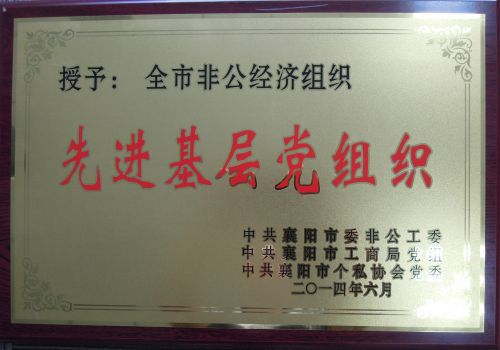 授予：全市非公经济组织
先进基层党组织
中共襄阳市委非公工委
中共襄阳市工商局党组
中共襄阳市个私协会党委
二〇一四年六月